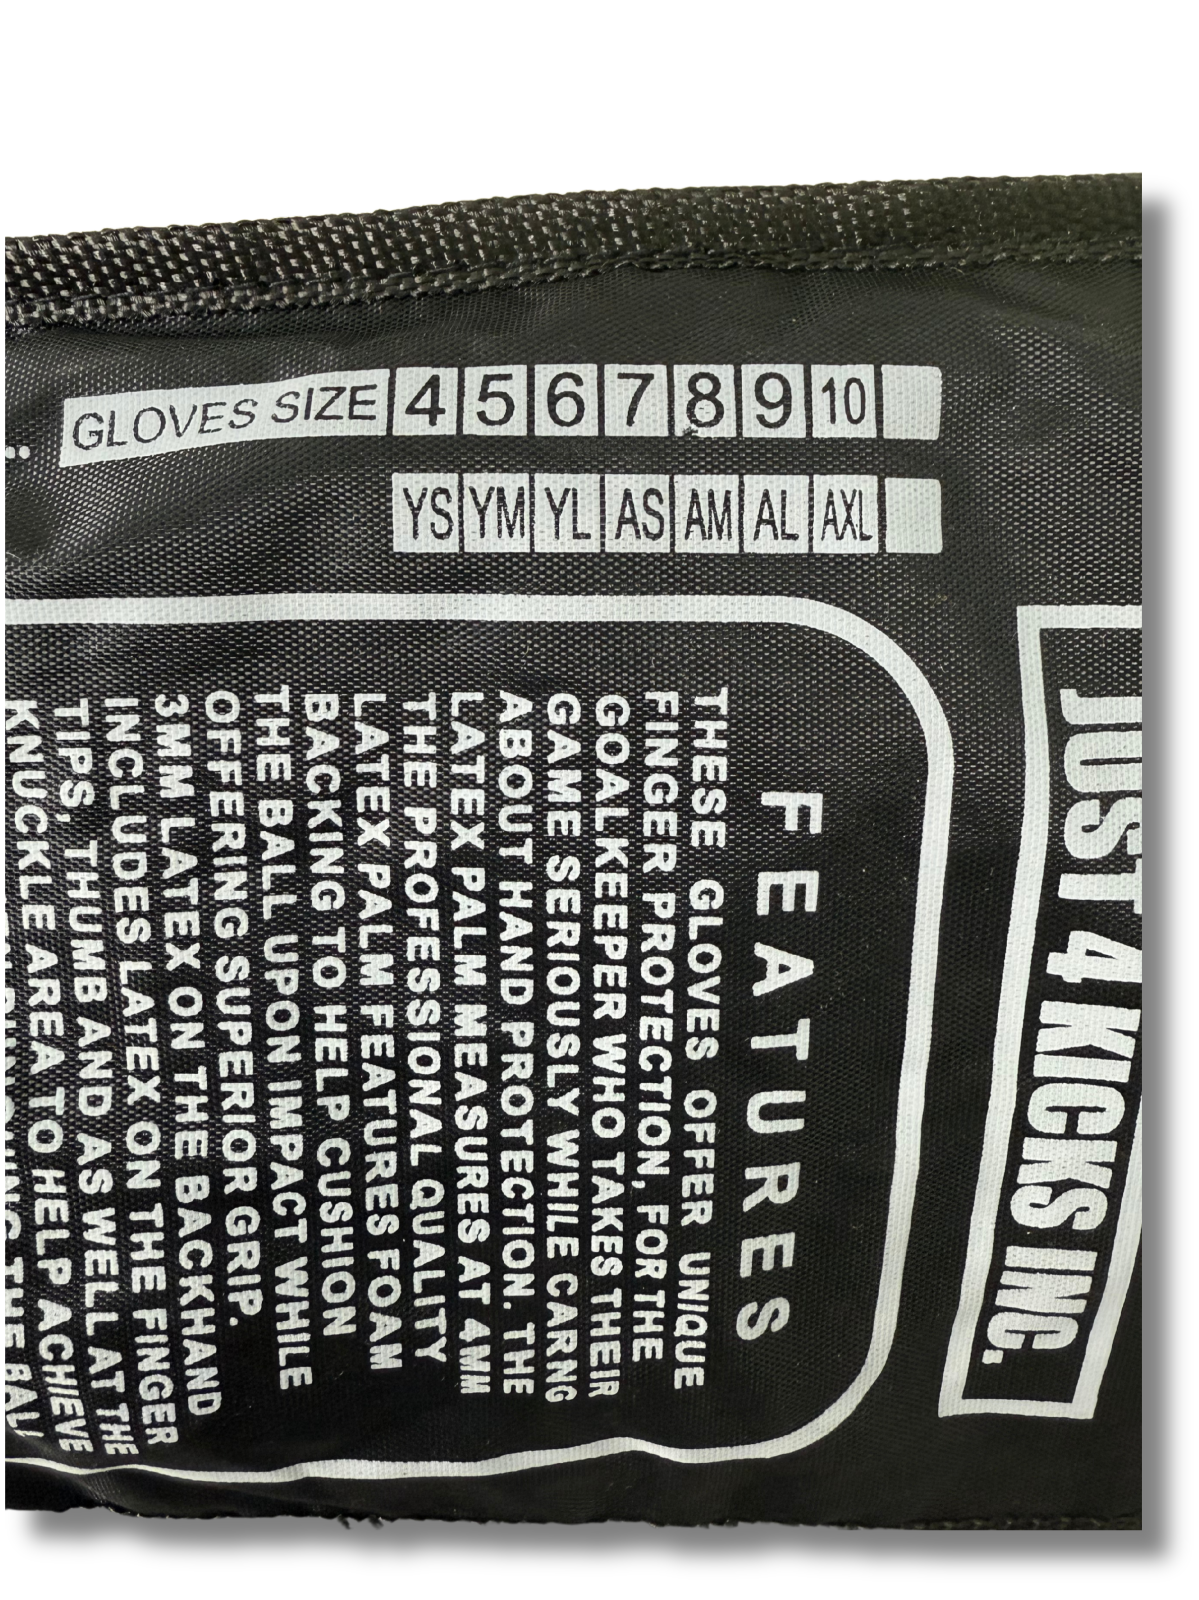 GLOVES SIZE 4 5 6 7 8 9 10
YS YM YL AS AM AL AXL
JUST 4 KICKS INC.
FEATURES
THESE GLOVES OFFER UNIQUE
FINGER PROTECTION, FOR THE
GOALKEEPER WHO TAKES THEIR
GAME SERIOUSLY WHILE CARNG
ABOUT HAND PROTECTION. THE
LATEX PALM MEASURES AT 4MM
THE PROFESSIONAL QUALITY
LATEX PALM FEATURES FOAM
BACKING TO HELP CUSHION
THE BALL UPON IMPACT WHILE
OFFERING SUPERIOR GRIP.
3MM LATEX ON THE BACKHAND
INCLUDES LATEX ON THE FINGER
TIPS, THUMB AND AS WELL AT THE
KNUCKLE AREA TO HELP ACHIEVE
THE BALL